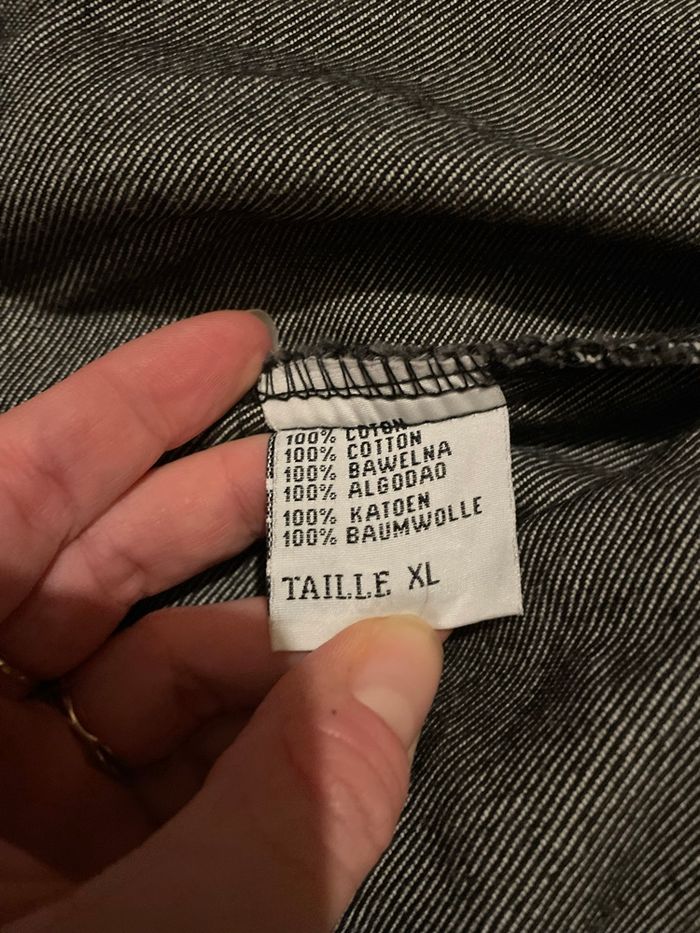 100% COTON
100% COTTON
100% BAWELNA
100% ALGODAO
100% KATOEN
100% BAUMWOLLE
TAILLE XL